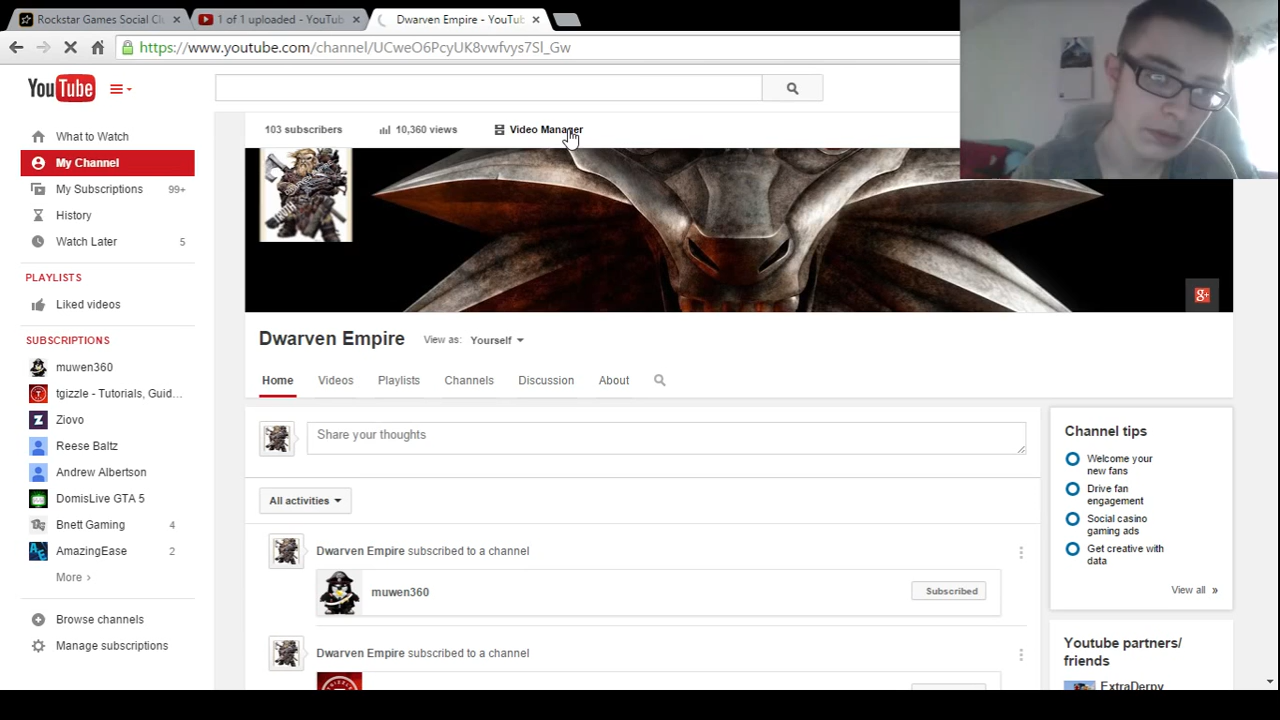 Rockstar Games Social Clu
1 of 1 uploaded - YouTub
Dwarven Empire - YouTub
https://www.youtube.com/channel/UCweO6PcyUK8vwfvys7Sl_Gw
YouTube
103 subscribers
10,360 views
Video Manager
What to Watch
My Channel
My Subscriptions 99+
History
Watch Later 5
PLAYLISTS
Liked videos
SUBSCRIPTIONS
muwen360
tgizzle - Tutorials, Guid...
Ziovo
Reese Baltz
Andrew Albertson
DomisLive GTA 5
Bnett Gaming 4
AmazingEase 2
More ›
Browse channels
Manage subscriptions
g+
Dwarven Empire
View as: Yourself
Home Videos Playlists Channels Discussion About
Share your thoughts
All activities
Dwarven Empire subscribed to a channel
muwen360
Subscribed
Dwarven Empire subscribed to a channel
Channel tips
Welcome your
new fans
Drive fan
engagement
Social casino
gaming ads
Get creative with
data
View all »
Youtube partners/
friends
ExtraDerpy